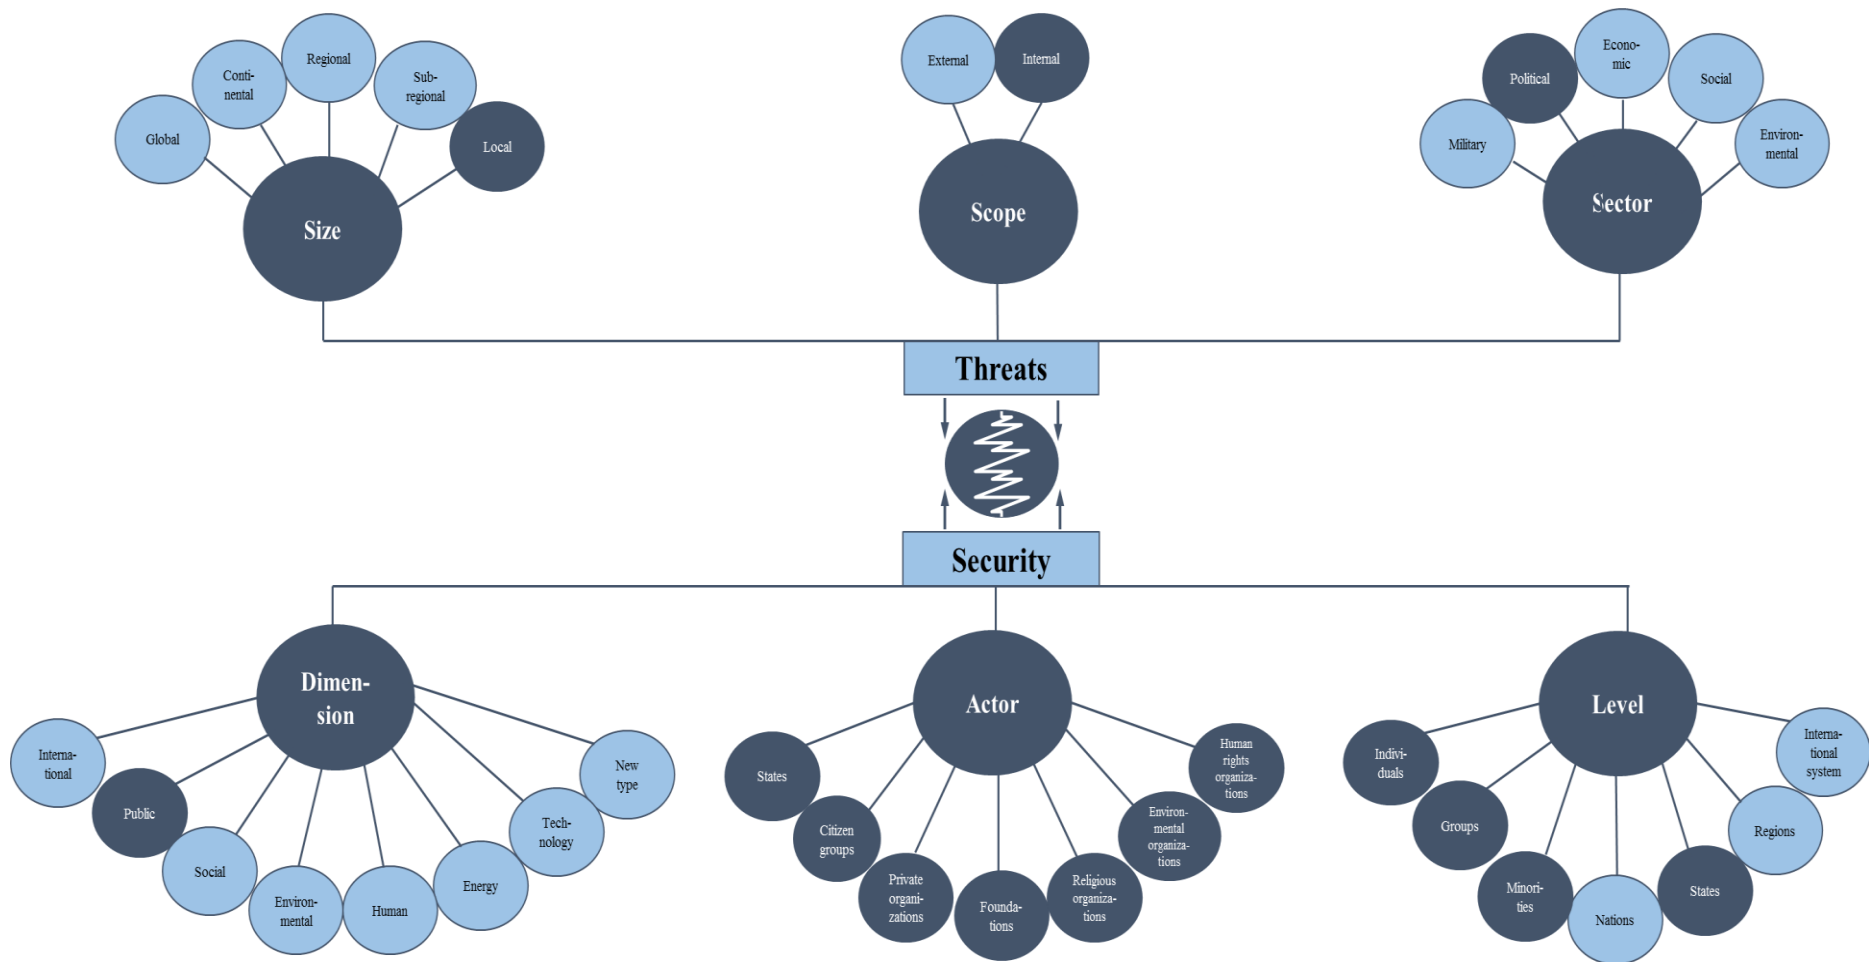 Global
Conti-
nental
Regional
Sub-
regional
Local
Size
External
Internal
Scope
Military
Political
Econo-
mic
Social
Environ-
mental
Sector
Threats
Security
Dimen-
sion
Interna-
tional
Public
Social
Environ-
mental
Human
Energy
Tech-
nology
New
type
Actor
States
Citizen
groups
Private
organi-
zations
Founda-
tions
Religious
organiza-
tions
Environ-
mental
organiza-
tions
Human
rights
organiza-
tions
Level
Indivi-
duals
Groups
Minori-
ties
Nations
States
Regions
Interna-
tional
system